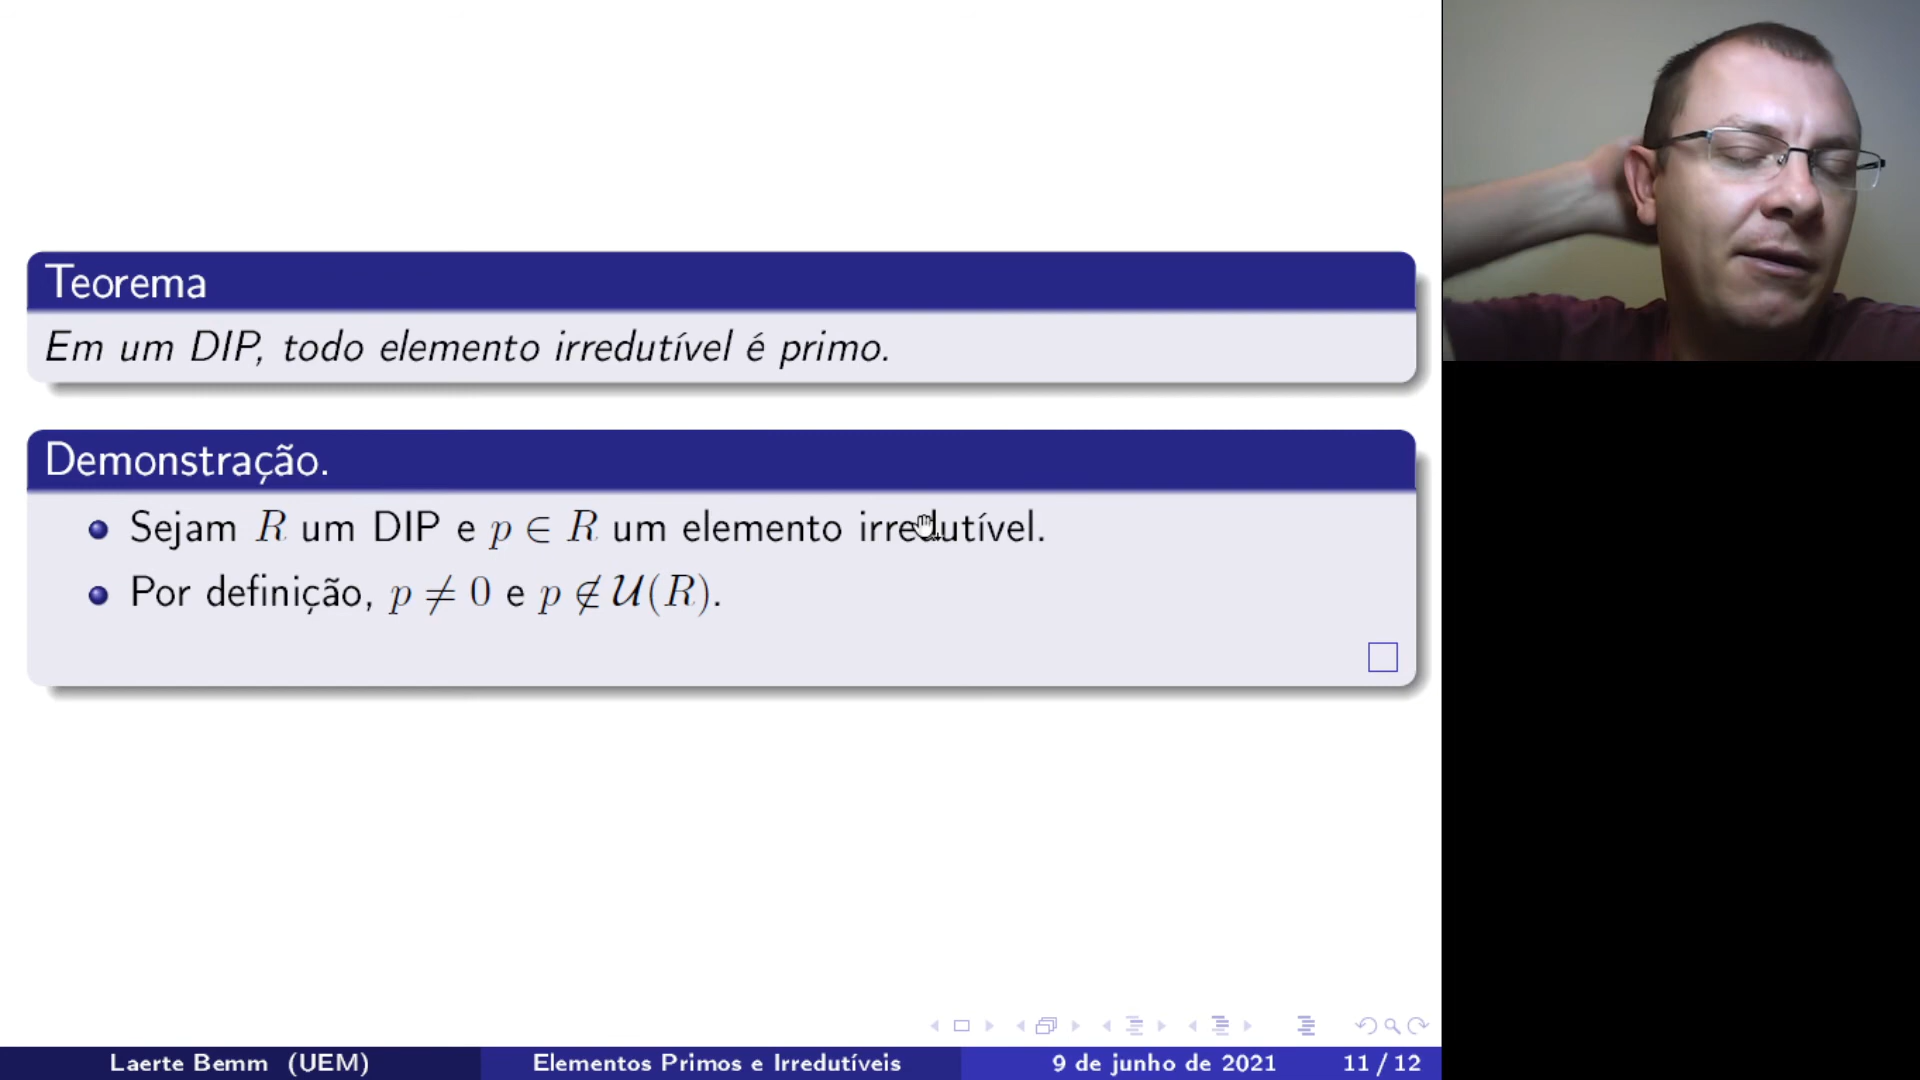 Teorema
Em um DIP, todo elemento irredutível é primo.
Demonstração.
Sejam R um DIP e p ∈ R um elemento irredutível.
Por definição, p ≠ 0 e p ∉ U(R).
Laerte Bemm (UEM) Elementos Primos e Irredutíveis 9 de junho de 2021 11 / 12